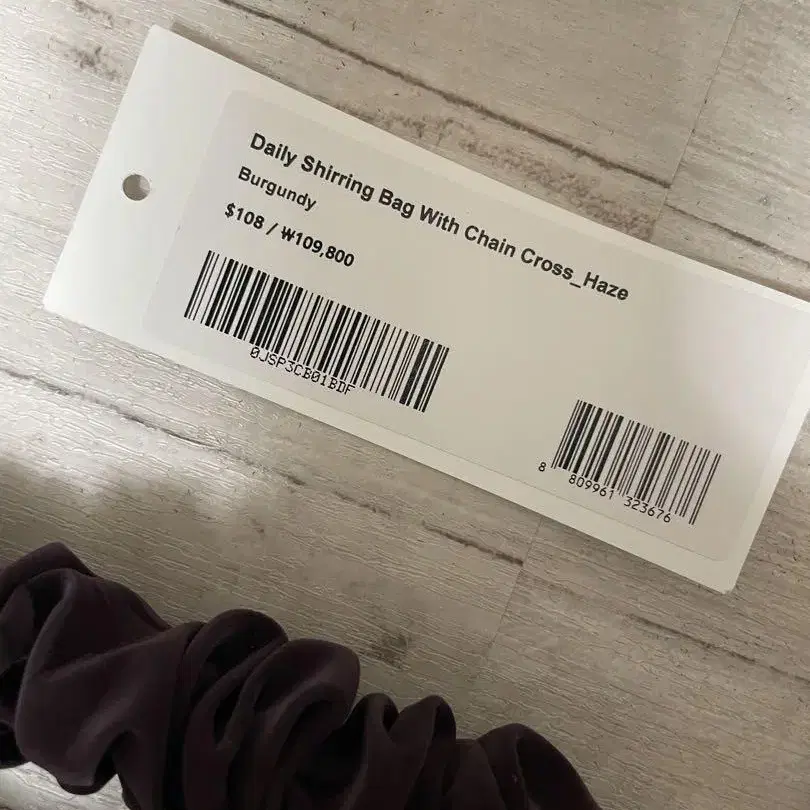 Daily Shirring Bag With Chain Cross_Haze
Burgundy
$108 / ₩109,800
0JSP3CB01BDF
8 809961 323676